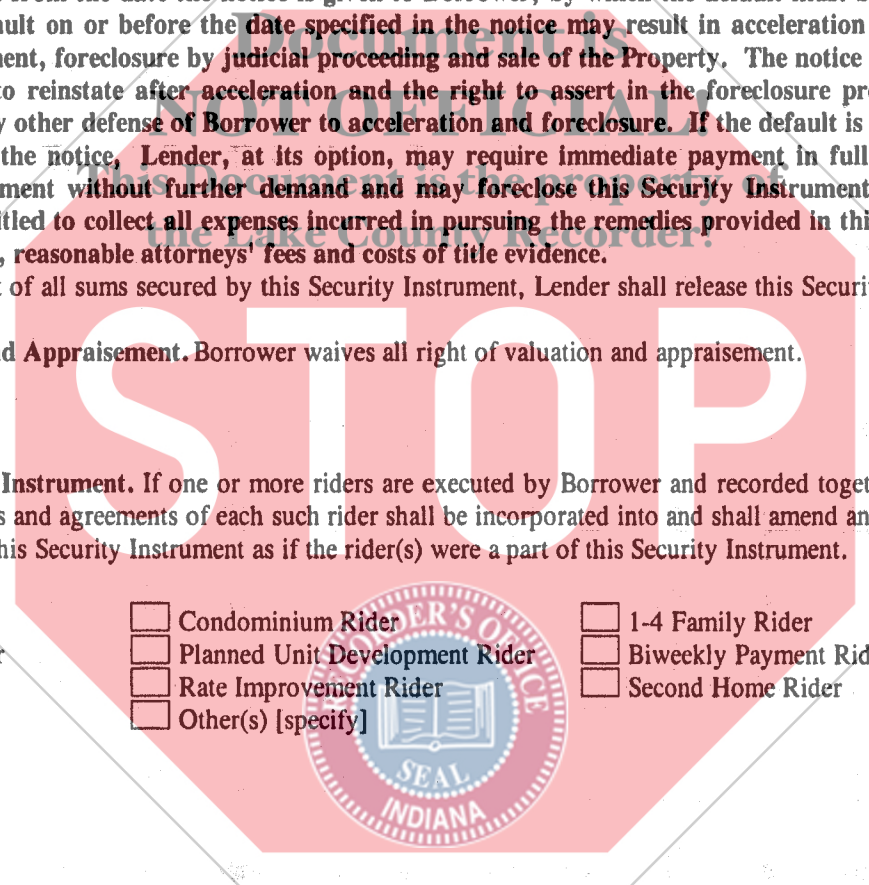 from the date the notice is given to Borrower, by which the default must
ault on or before the date specified in the notice may result in acceleration
ent, foreclosure by judicial proceeding and sale of the Property. The notice
to reinstate after acceleration and the right to assert in the foreclosure pr
y other defense of Borrower to acceleration and foreclosure. If the default is
the notice, Lender, at its option, may require immediate payment in full
ment without further demand and may foreclose this Security Instrument
itled to collect all expenses incurred in pursuing the remedies provided in thi
, reasonable attorneys' fees and costs of title evidence.
t of all sums secured by this Security Instrument, Lender shall release this Securi
d Appraisement. Borrower waives all right of valuation and appraisement.
Instrument. If one or more riders are executed by Borrower and recorded toget
s and agreements of each such rider shall be incorporated into and shall amend an
his Security Instrument as if the rider(s) were a part of this Security Instrument.
Condominium Rider
1-4 Family Rider
r
Planned Unit Development Rider
Biweekly Payment Rid
Rate Improvement Rider
Second Home Rider
Other(s) [specify]
Document is
NOT OFFICIAL!
This Document is the property of
the Lake County Recorder!
STOP
RECORDER'S OFFICE
SEAL
INDIANA